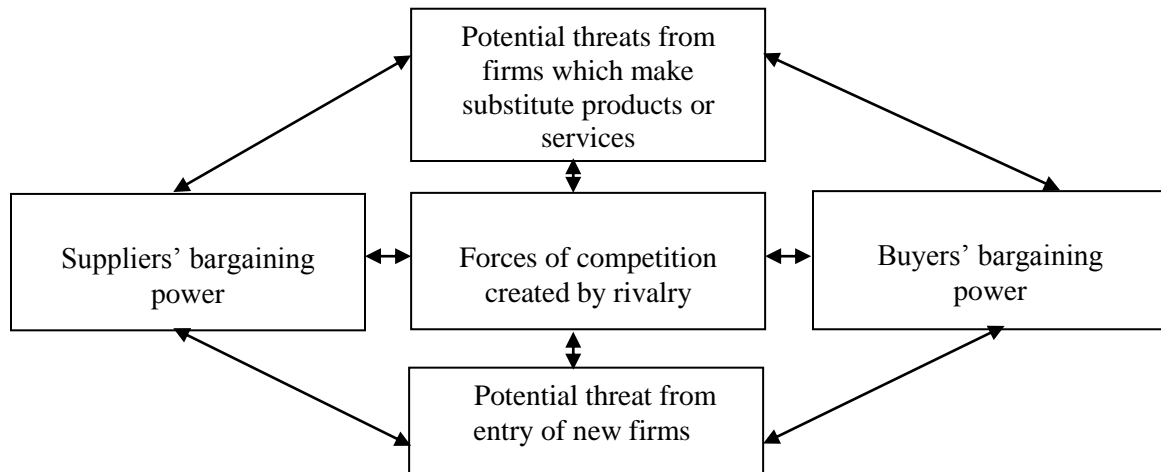 Potential threats from
firms which make
substitute products or
services
Suppliers’ bargaining
power
Forces of competition
created by rivalry
Buyers’ bargaining
power
Potential threat from
entry of new firms